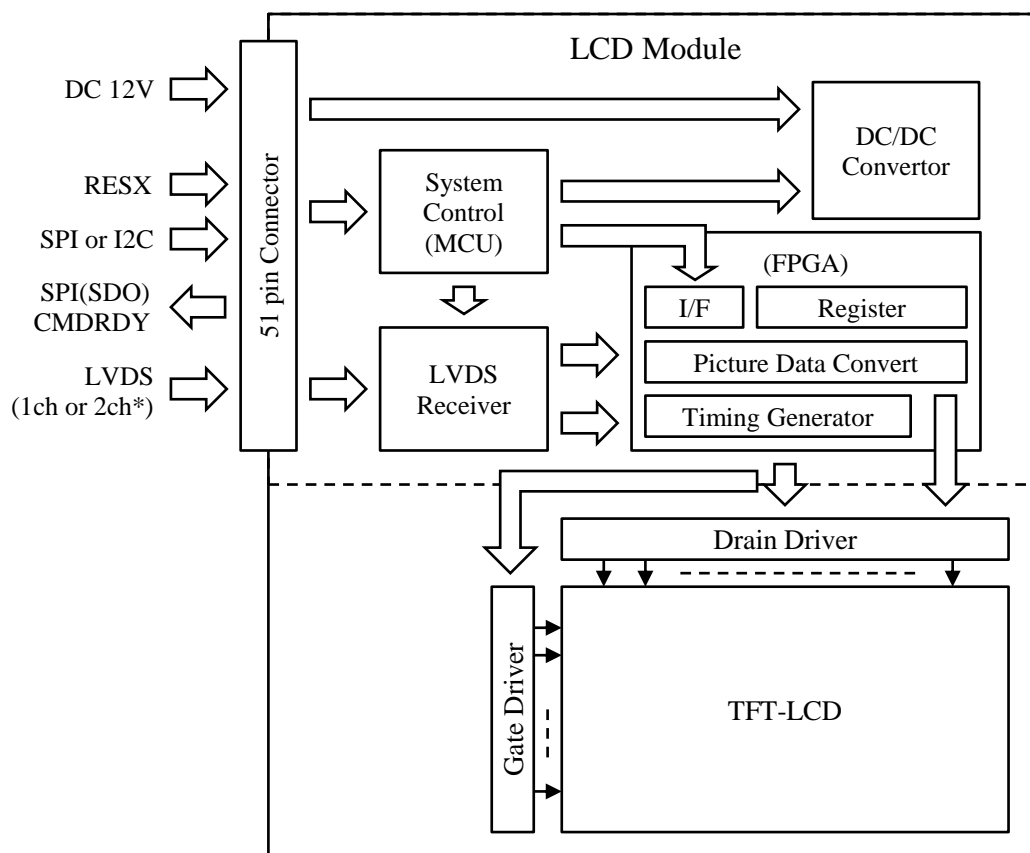 LCD Module
DC 12V
RESX
SPI or I2C
SPI(SDO)
CMDRDY
LVDS
(1ch or 2ch*)
51 pin Connector
System
Control
(MCU)
LVDS
Receiver
DC/DC
Convertor
(FPGA)
I/F
Register
Picture Data Convert
Timing Generator
Drain Driver
Gate Driver
TFT-LCD